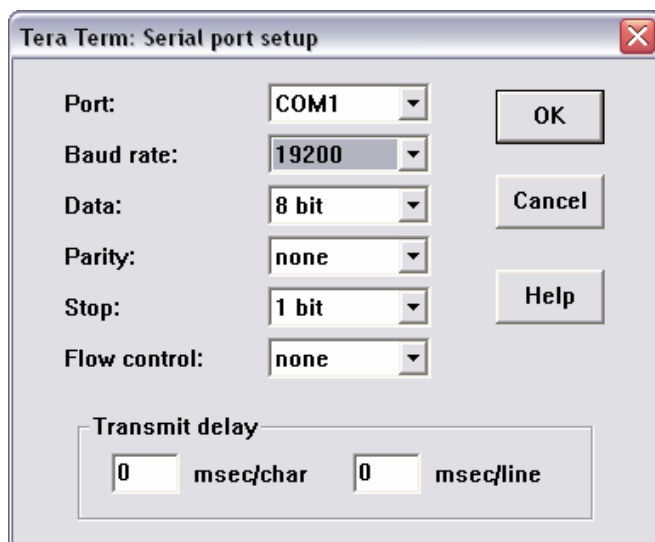 Tera Term: Serial port setup
Port: COM1
OK
Baud rate: 19200
Data: 8 bit
Cancel
Parity: none
Help
Stop: 1 bit
Flow control: none
Transmit delay
0 msec/char 0 msec/line